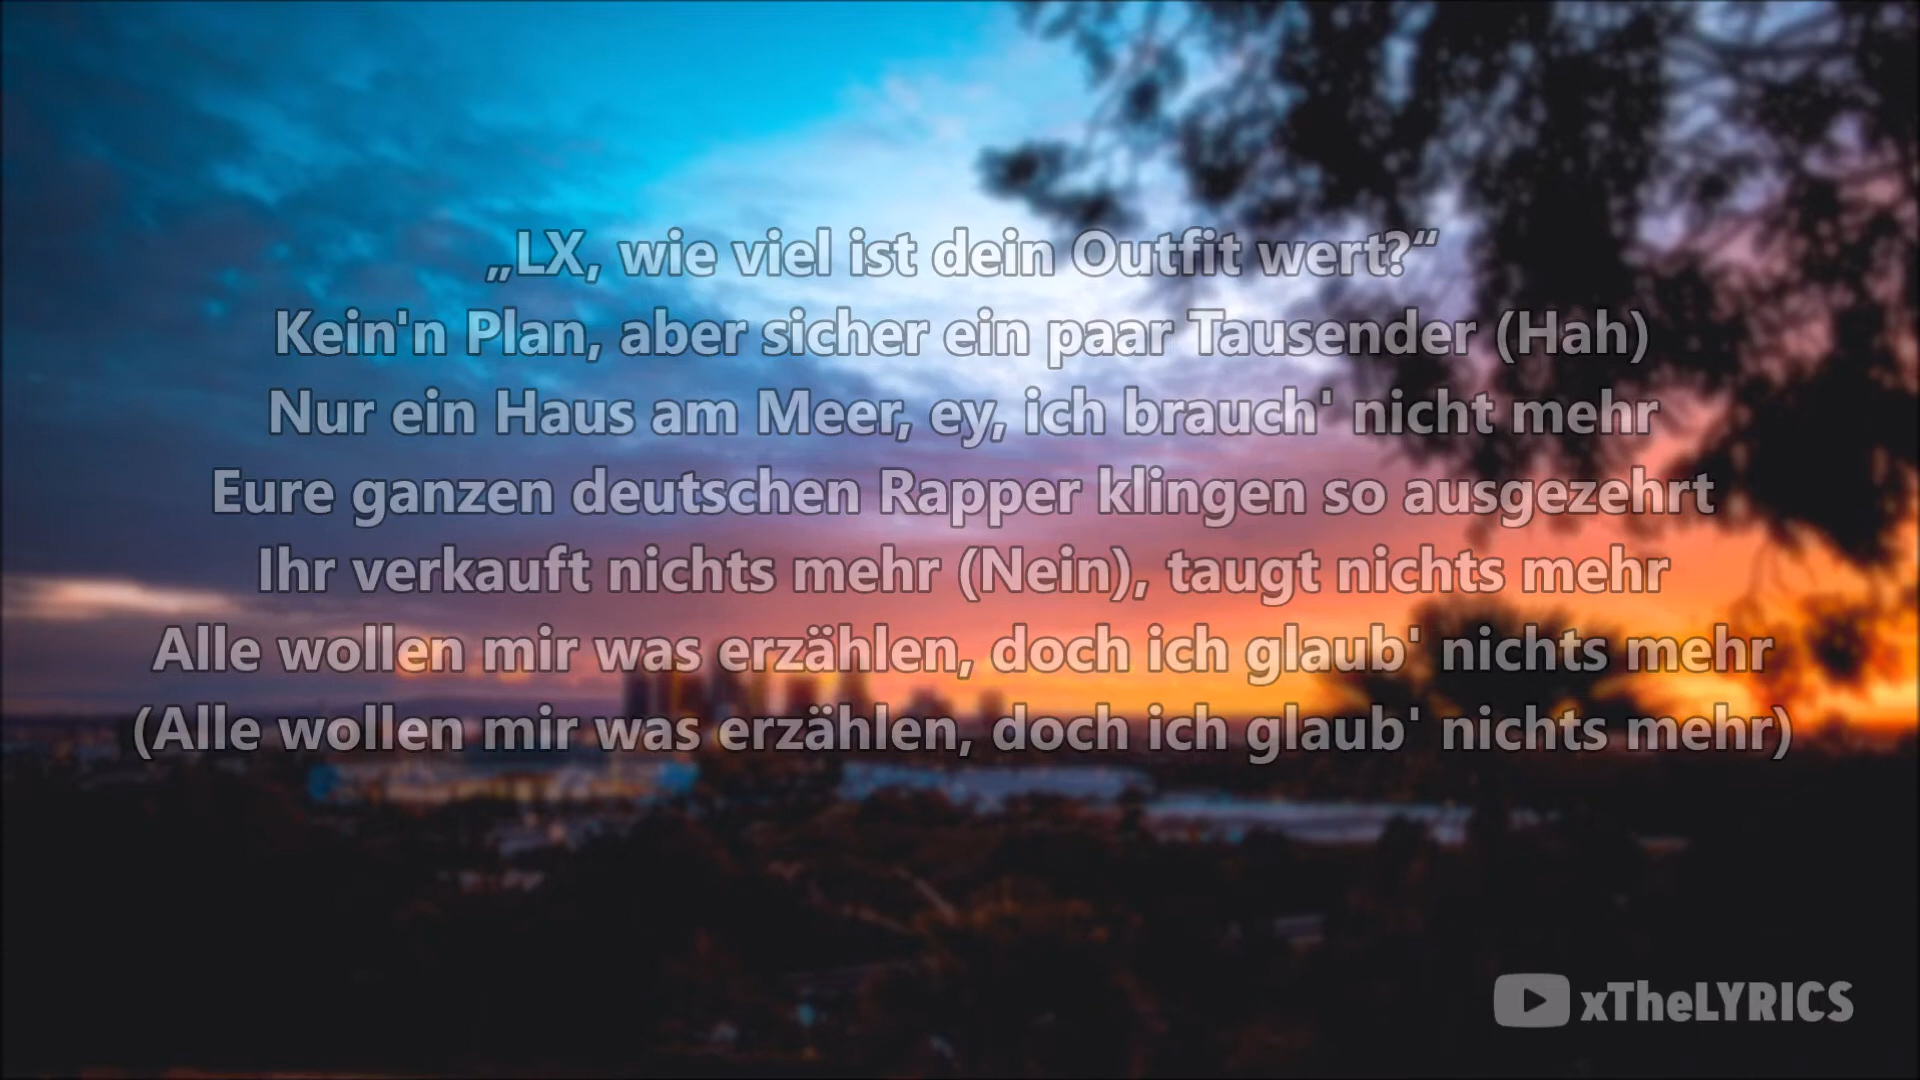 „LX, wie viel ist dein Outfit wert?“
Kein'n Plan, aber sicher ein paar Tausender (Hah)
Nur ein Haus am Meer, ey, ich brauch' nicht mehr
Eure ganzen deutschen Rapper klingen so ausgezehrt
Ihr verkauft nichts mehr (Nein), taugt nichts mehr
Alle wollen mir was erzählen, doch ich glaub' nichts mehr
(Alle wollen mir was erzählen, doch ich glaub' nichts mehr)
xTheLYRICS